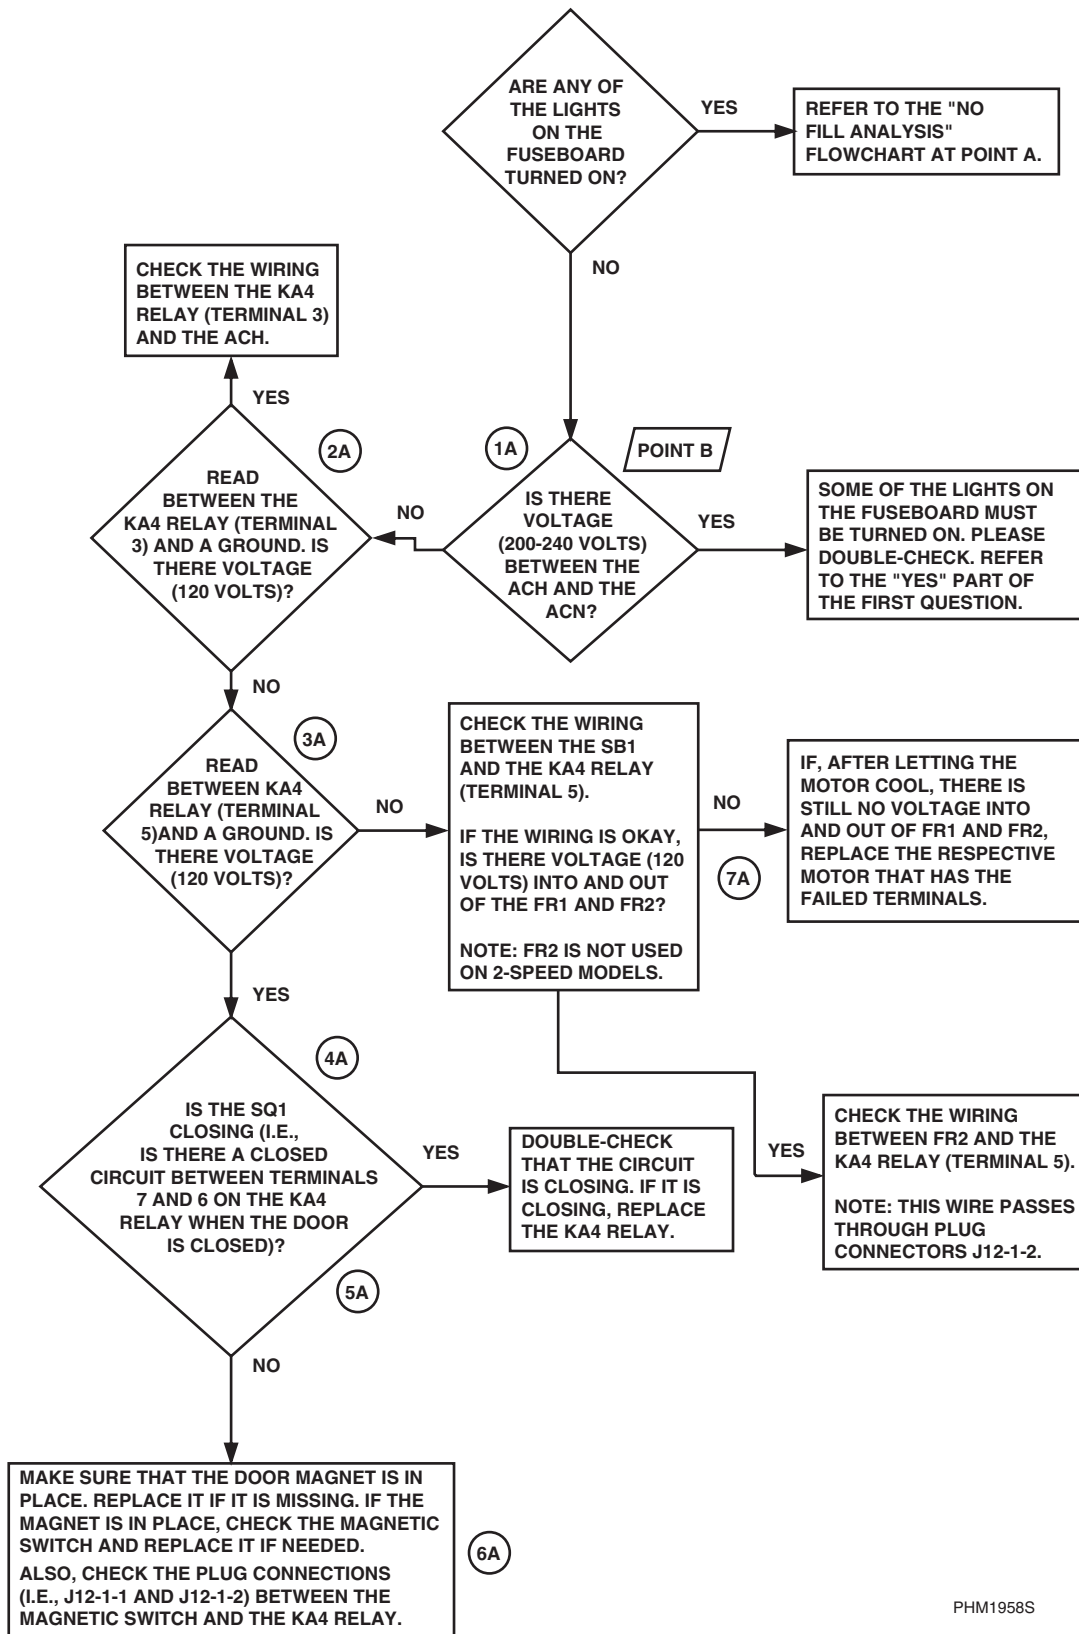 ARE ANY OF
THE LIGHTS
ON THE
FUSEBOARD
TURNED ON?
YES
REFER TO THE "NO
FILL ANALYSIS"
FLOWCHART AT POINT A.
NO
CHECK THE WIRING
BETWEEN THE KA4
RELAY (TERMINAL 3)
AND THE ACH.
YES
2A
READ
BETWEEN THE
KA4 RELAY (TERMINAL
3) AND A GROUND. IS
THERE VOLTAGE
(120 VOLTS)?
NO
1A
POINT B
IS THERE
VOLTAGE
(200-240 VOLTS)
BETWEEN THE
ACH AND THE
ACN?
YES
SOME OF THE LIGHTS ON
THE FUSEBOARD MUST
BE TURNED ON. PLEASE
DOUBLE-CHECK. REFER
TO THE "YES" PART OF
THE FIRST QUESTION.
NO
3A
READ
BETWEEN KA4
RELAY (TERMINAL
5)AND A GROUND. IS
THERE VOLTAGE
(120 VOLTS)?
NO
CHECK THE WIRING
BETWEEN THE SB1
AND THE KA4 RELAY
(TERMINAL 5).
IF THE WIRING IS OKAY,
IS THERE VOLTAGE (120
VOLTS) INTO AND OUT
OF THE FR1 AND FR2?
NOTE: FR2 IS NOT USED
ON 2-SPEED MODELS.
NO
7A
IF, AFTER LETTING THE
MOTOR COOL, THERE IS
STILL NO VOLTAGE INTO
AND OUT OF FR1 AND FR2,
REPLACE THE RESPECTIVE
MOTOR THAT HAS THE
FAILED TERMINALS.
YES
4A
IS THE SQ1
CLOSING (I.E.,
IS THERE A CLOSED
CIRCUIT BETWEEN TERMINALS
7 AND 6 ON THE KA4
RELAY WHEN THE DOOR
IS CLOSED)?
5A
YES
DOUBLE-CHECK
THAT THE CIRCUIT
IS CLOSING. IF IT IS
CLOSING, REPLACE
THE KA4 RELAY.
YES
CHECK THE WIRING
BETWEEN FR2 AND THE
KA4 RELAY (TERMINAL 5).
NOTE: THIS WIRE PASSES
THROUGH PLUG
CONNECTORS J12-1-2.
NO
MAKE SURE THAT THE DOOR MAGNET IS IN
PLACE. REPLACE IT IF IT IS MISSING. IF THE
MAGNET IS IN PLACE, CHECK THE MAGNETIC
SWITCH AND REPLACE IT IF NEEDED.
ALSO, CHECK THE PLUG CONNECTIONS
(I.E., J12-1-1 AND J12-1-2) BETWEEN THE
MAGNETIC SWITCH AND THE KA4 RELAY.
6A
PHM1958S